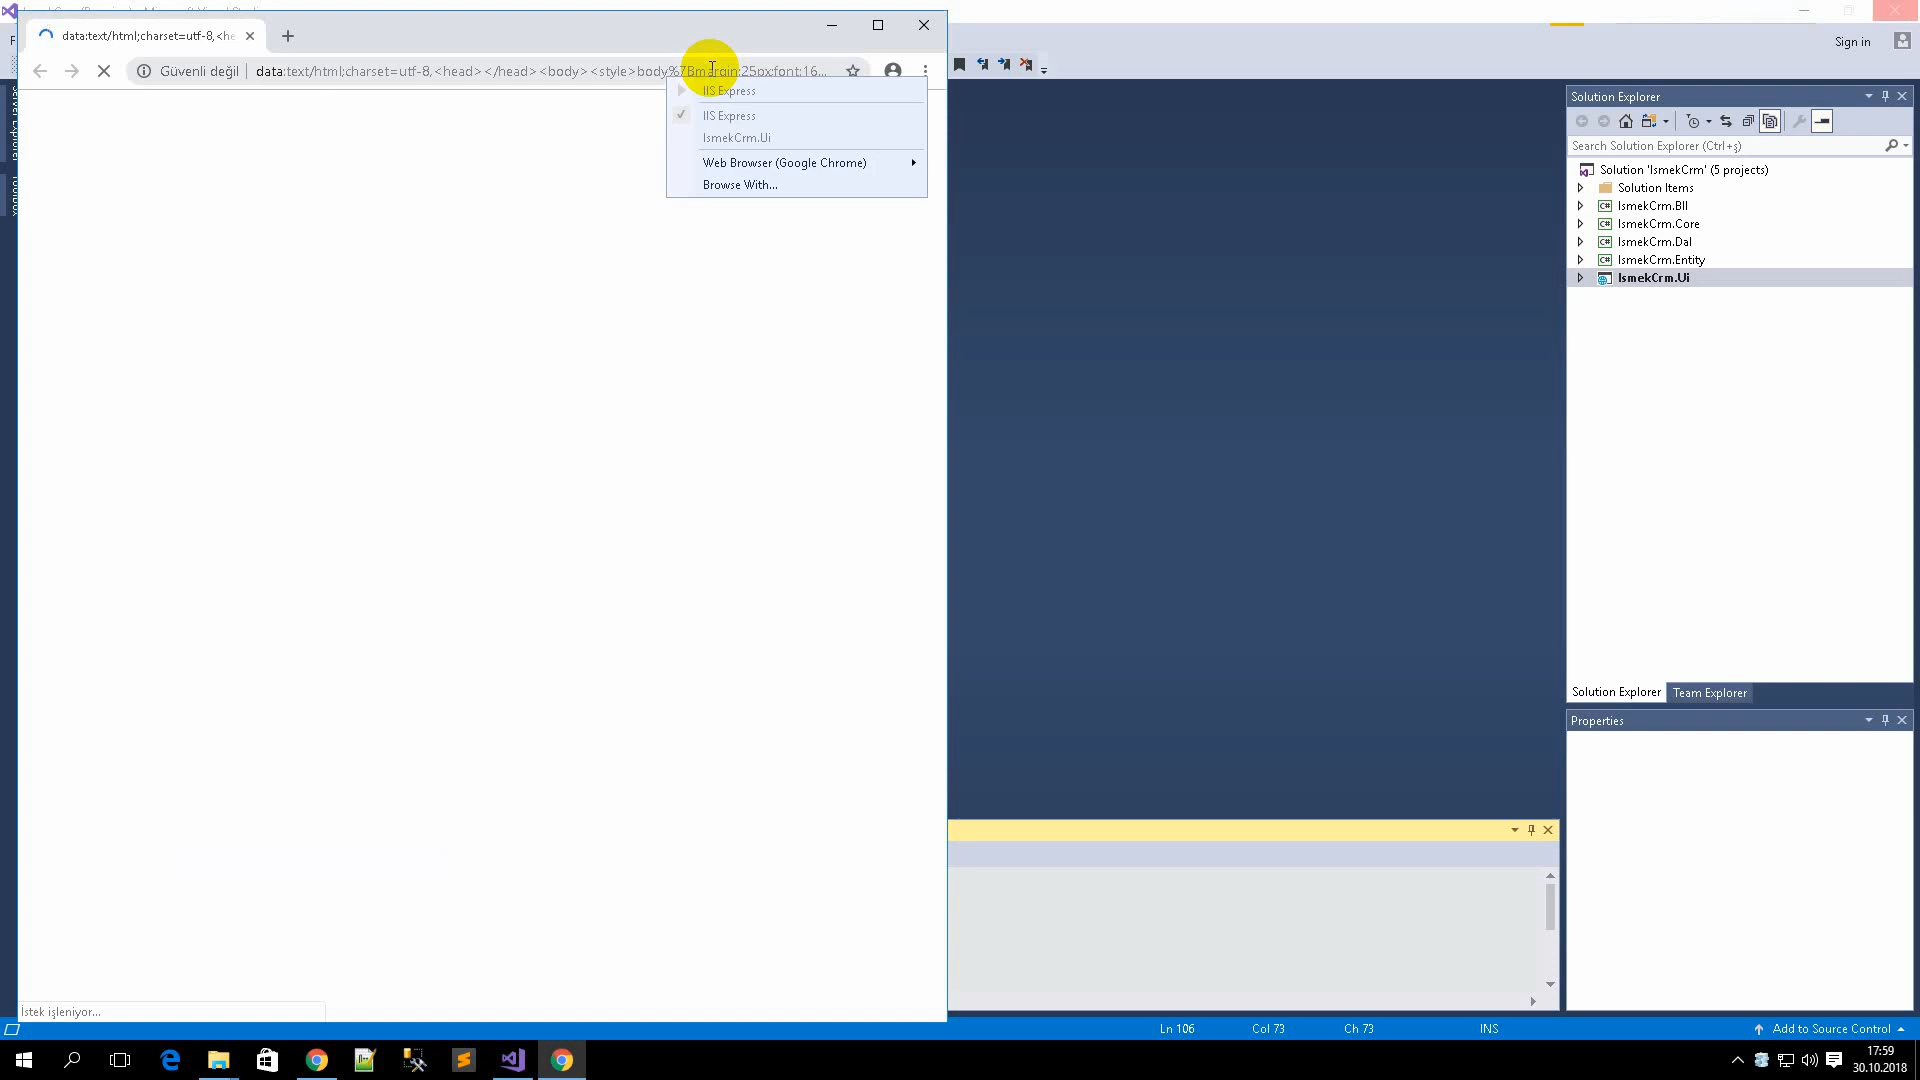 data:text/html;charset=utf-8,<he
Sign in
Güvenli değil
data:text/html;charset=utf-8,<head></head><body><style>body%7Bmargin:25px;font:16...
IIS Express
IIS Express
IsmekCrm.Ui
Web Browser (Google Chrome)
Browse With...
Server Explorer
Toolbox
Solution Explorer
Search Solution Explorer (Ctrl+ş)
Solution 'IsmekCrm' (5 projects)
Solution Items
IsmekCrm.Bll
IsmekCrm.Core
IsmekCrm.Dal
IsmekCrm.Entity
IsmekCrm.Ui
Solution Explorer
Team Explorer
Properties
İstek işleniyor...
Ln 106
Col 73
Ch 73
INS
Add to Source Control
17:59
30.10.2018